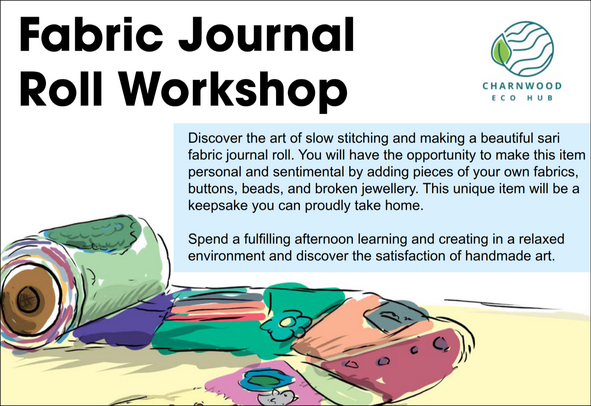 Fabric Journal
Roll Workshop
CHARNWOOD
ECO HUB
Discover the art of slow stitching and making a beautiful sari
fabric journal roll. You will have the opportunity to make this item
personal and sentimental by adding pieces of your own fabrics,
buttons, beads, and broken jewellery. This unique item will be a
keepsake you can proudly take home.
Spend a fulfilling afternoon learning and creating in a relaxed
environment and discover the satisfaction of handmade art.